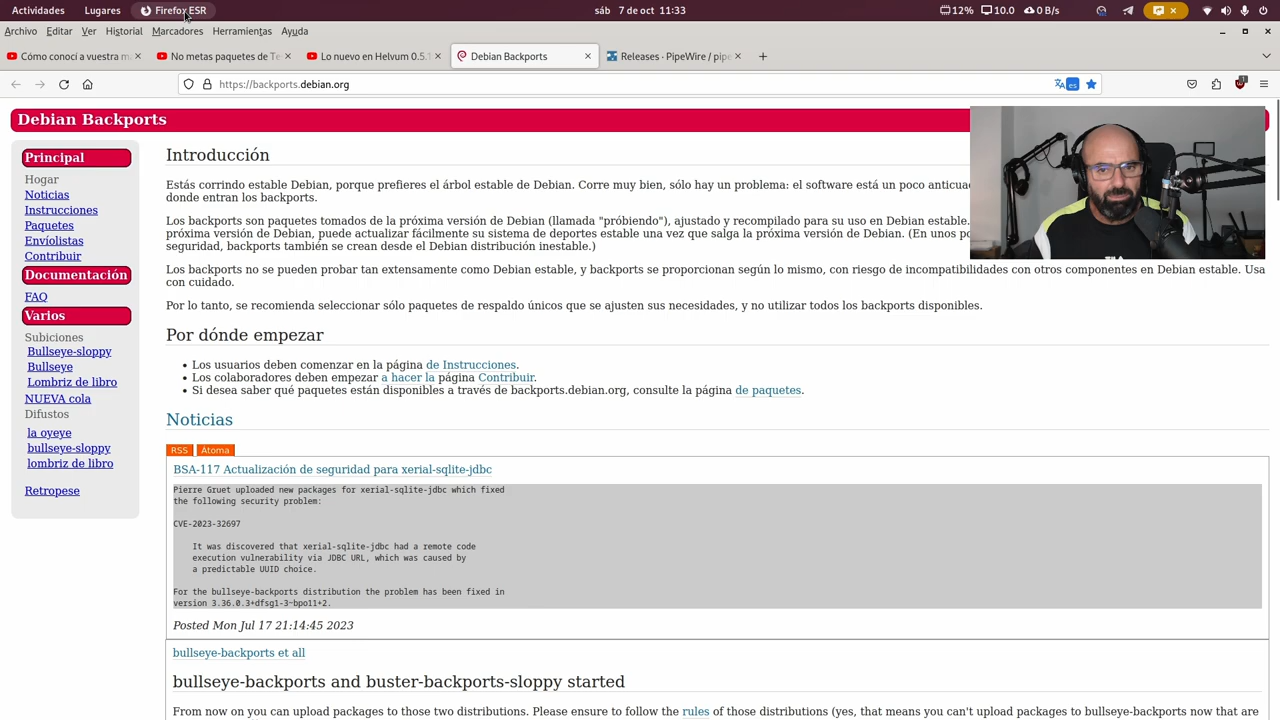 Actividades Lugares Firefox ESR sáb 7 de oct 11:33 12% 10.0 0 B/s
Archivo Editar Ver Historial Marcadores Herramientas Ayuda
Cómo conocí a vuestra m No metas paquetes de Te Lo nuevo en Helvum 0.5.1 Debian Backports Releases · PipeWire / pipe
https://backports.debian.org es
Debian Backports
Principal
Hogar
Noticias
Instrucciones
Paquetes
Envíolistas
Contribuir
Documentación
FAQ
Varios
Subiciones
Bullseye-sloppy
Bullseye
Lombriz de libro
NUEVA cola
Difustos
la oyeye
bullseye-sloppy
lombriz de libro
Retropese
Introducción
Estás corrindo estable Debian, porque prefieres el árbol estable de Debian. Corre muy bien, sólo hay un problema: el software está un poco anticua
donde entran los backports.
Los backports son paquetes tomados de la próxima versión de Debian (llamada "próbiendo"), ajustado y recompilado para su uso en Debian estable.
próxima versión de Debian, puede actualizar fácilmente su sistema de deportes estable una vez que salga la próxima versión de Debian. (En unos po
seguridad, backports también se crean desde el Debian distribución inestable.)
Los backports no se pueden probar tan extensamente como Debian estable, y backports se proporcionan según lo mismo, con riesgo de incompatibilidades con otros componentes en Debian estable. Usa
con cuidado.
Por lo tanto, se recomienda seleccionar sólo paquetes de respaldo únicos que se ajusten sus necesidades, y no utilizar todos los backports disponibles.
Por dónde empezar
• Los usuarios deben comenzar en la página de Instrucciones.
• Los colaboradores deben empezar a hacer la página Contribuir.
• Si desea saber qué paquetes están disponibles a través de backports.debian.org, consulte la página de paquetes.
Noticias
RSS Átoma
BSA-117 Actualización de seguridad para xerial-sqlite-jdbc
Pierre Gruet uploaded new packages for xerial-sqlite-jdbc which fixed
the following security problem:
CVE-2023-32697
It was discovered that xerial-sqlite-jdbc had a remote code
execution vulnerability via JDBC URL, which was caused by
a predictable UUID choice.
For the bullseye-backports distribution the problem has been fixed in
version 3.36.0.3+dfsg1-3~bpo11+2.
Posted Mon Jul 17 21:14:45 2023
bullseye-backports et all
bullseye-backports and buster-backports-sloppy started
From now on you can upload packages to those two distributions. Please ensure to follow the rules of those distributions (yes, that means you can't upload packages to bullseye-backports now that are